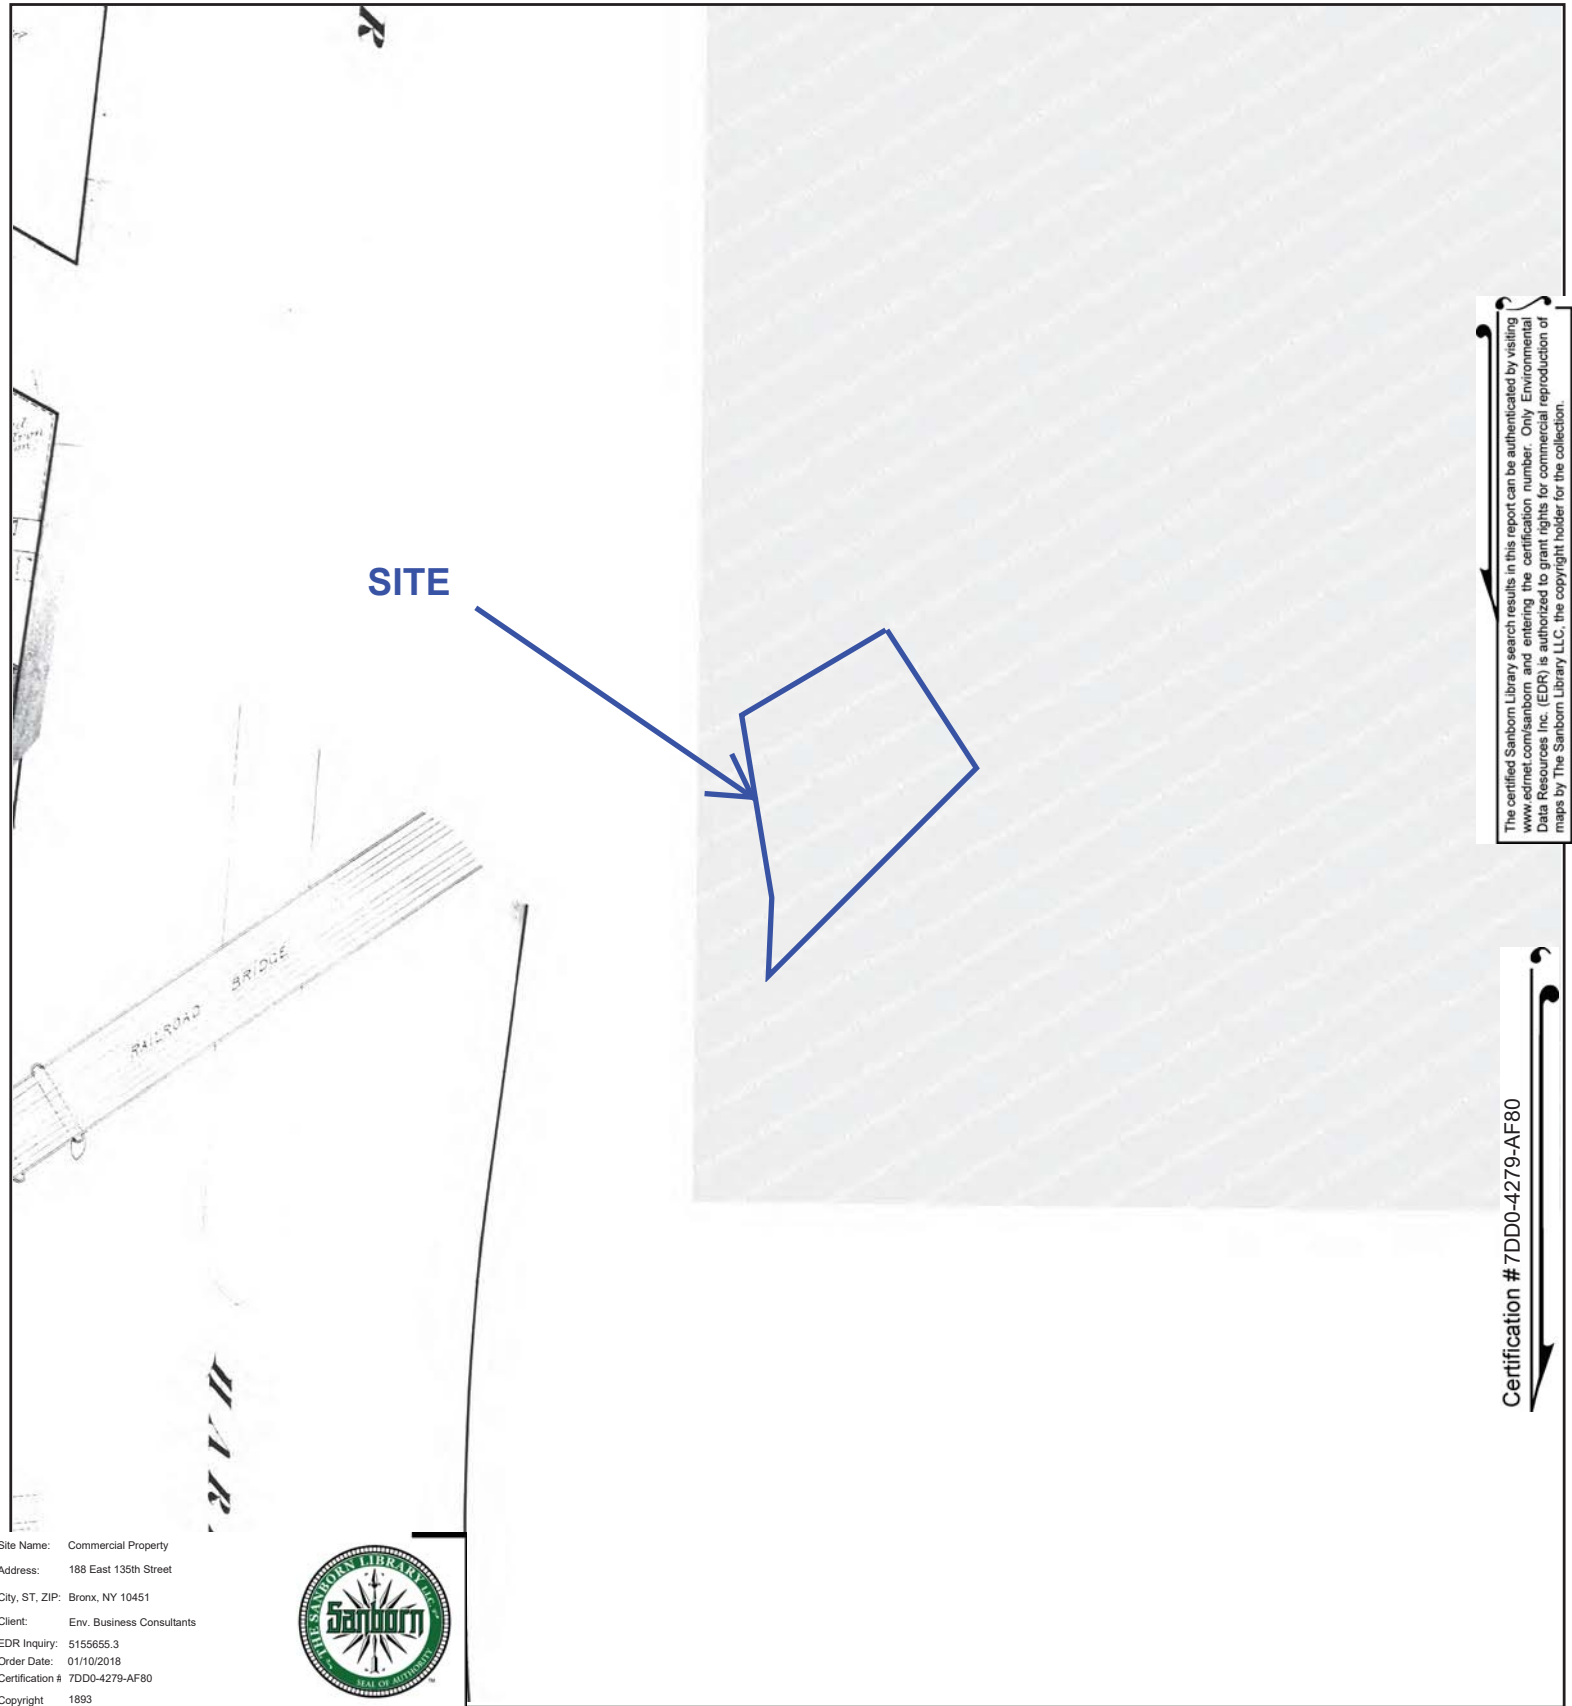 R
SITE
The certified Sanborn Library search results in this report can be authenticated by visiting
www.edrnet.com/sanborn and entering the certification number. Only Environmental
Data Resources Inc. (EDR) is authorized to grant rights for commercial reproduction of
maps by The Sanborn Library LLC, the copyright holder for the collection.
RAILROAD BRIDGE
Certification # 7DD0-4279-AF80
HAR
Site Name: Commercial Property
Address: 188 East 135th Street
City, ST, ZIP: Bronx, NY 10451
Client: Env. Business Consultants
EDR Inquiry: 5155655.3
Order Date: 01/10/2018
Certification # 7DD0-4279-AF80
Copyright 1893
THE SANBORN LIBRARY LLC
Sanborn
SEAL OF AUTHORITY
™